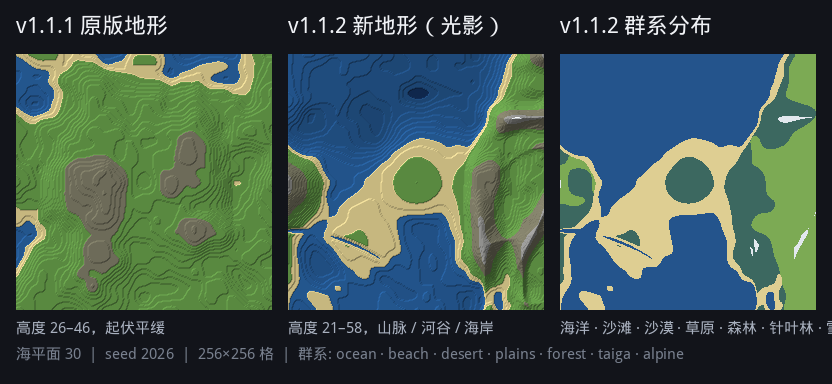 v1.1.1 原版地形
v1.1.2 新地形（光影）
v1.1.2 群系分布
高度 26–46，起伏平缓
高度 21–58，山脉 / 河谷 / 海岸
海洋 · 沙滩 · 沙漠 · 草原 · 森林 · 针叶林 ·
海平面 30 | seed 2026 | 256×256 格 | 群系: ocean · beach · desert · plains · forest · taiga · alpine